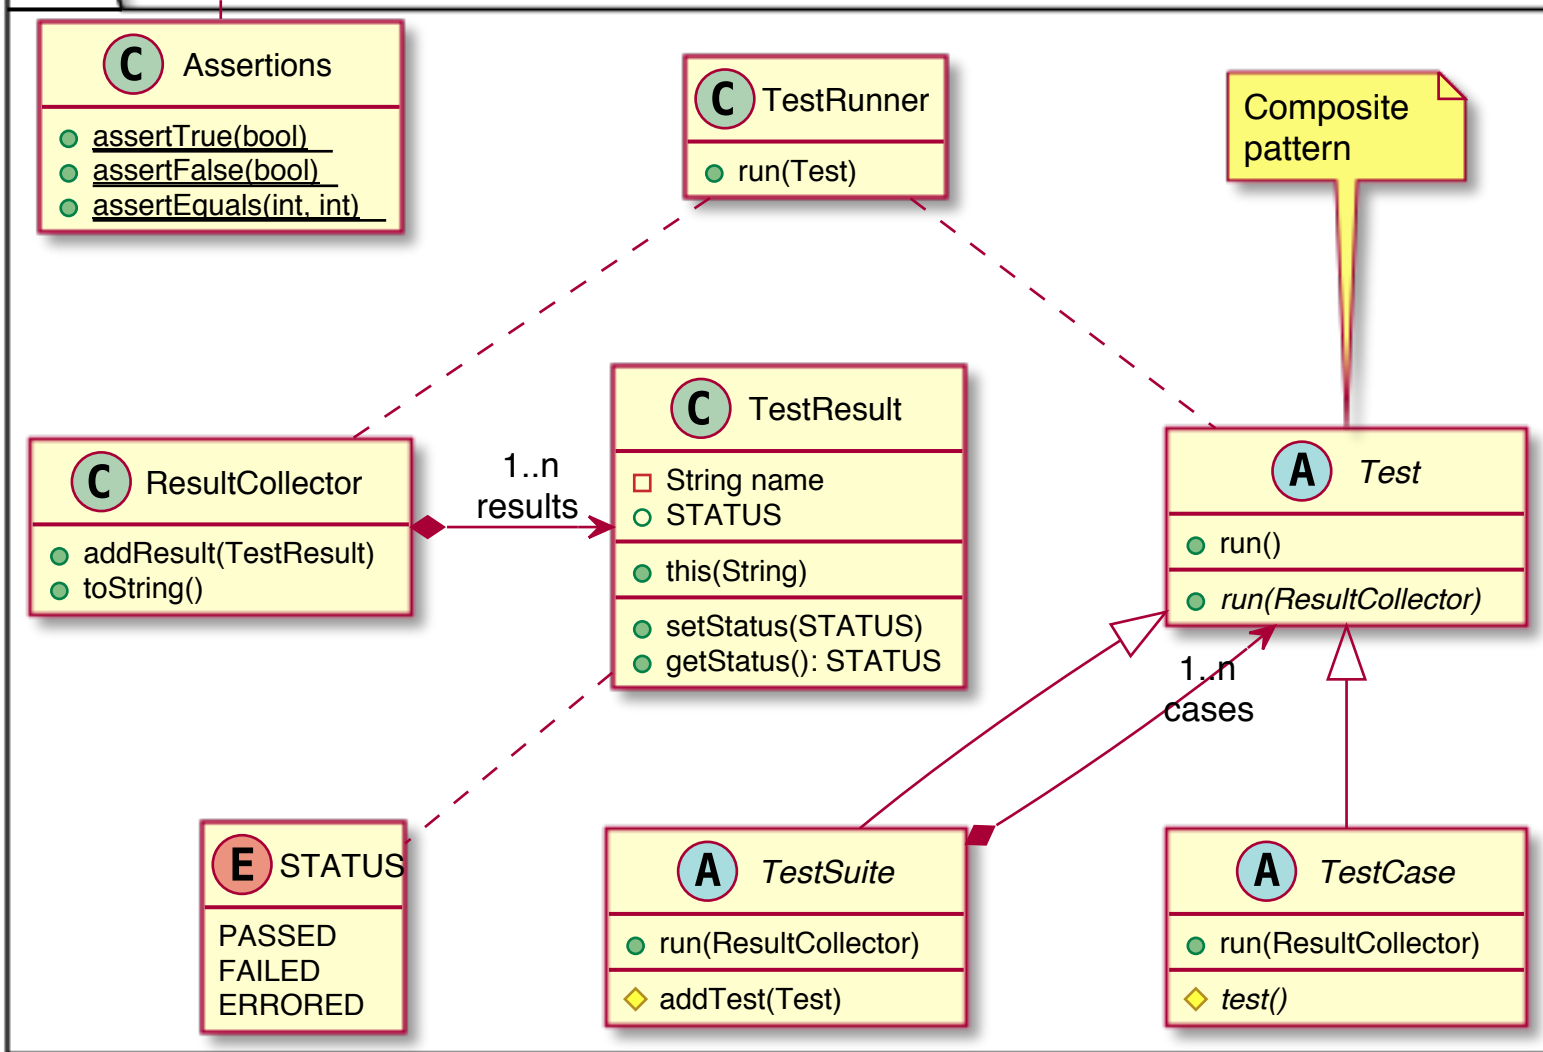 C Assertions
assertTrue(bool)
assertFalse(bool)
assertEquals(int, int)
C TestRunner
run(Test)
Composite
pattern
C ResultCollector
addResult(TestResult)
toString()
1..n
results
C TestResult
String name
STATUS
this(String)
setStatus(STATUS)
getStatus(): STATUS
A Test
run()
run(ResultCollector)
1..n
cases
E STATUS
PASSED
FAILED
ERRORED
A TestSuite
run(ResultCollector)
addTest(Test)
A TestCase
run(ResultCollector)
test()